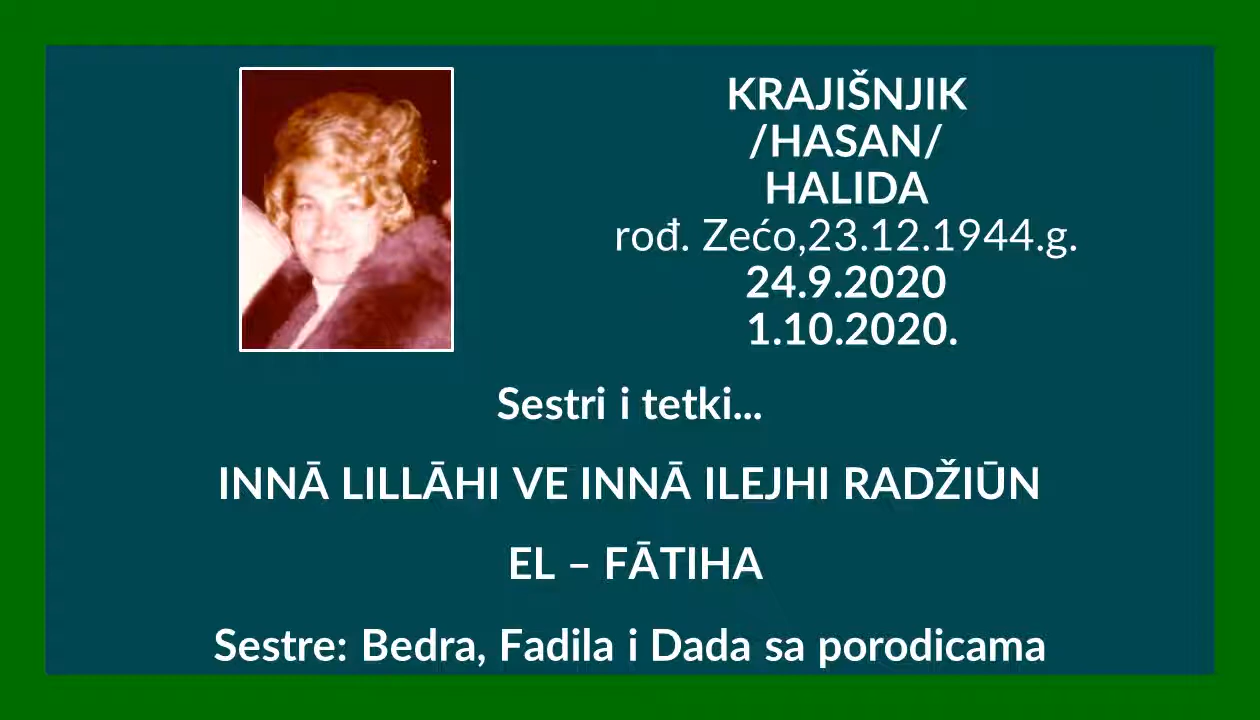 KRAJIŠNJIK
/HASAN/
HALIDA
rođ. Zećo,23.12.1944.g.
24.9.2020
1.10.2020.
Sestri i tetki...
INNĀ LILLĀHI VE INNĀ ILEJHI RADŽIŪN
EL – FĀTIHA
Sestre: Bedra, Fadila i Dada sa porodicama